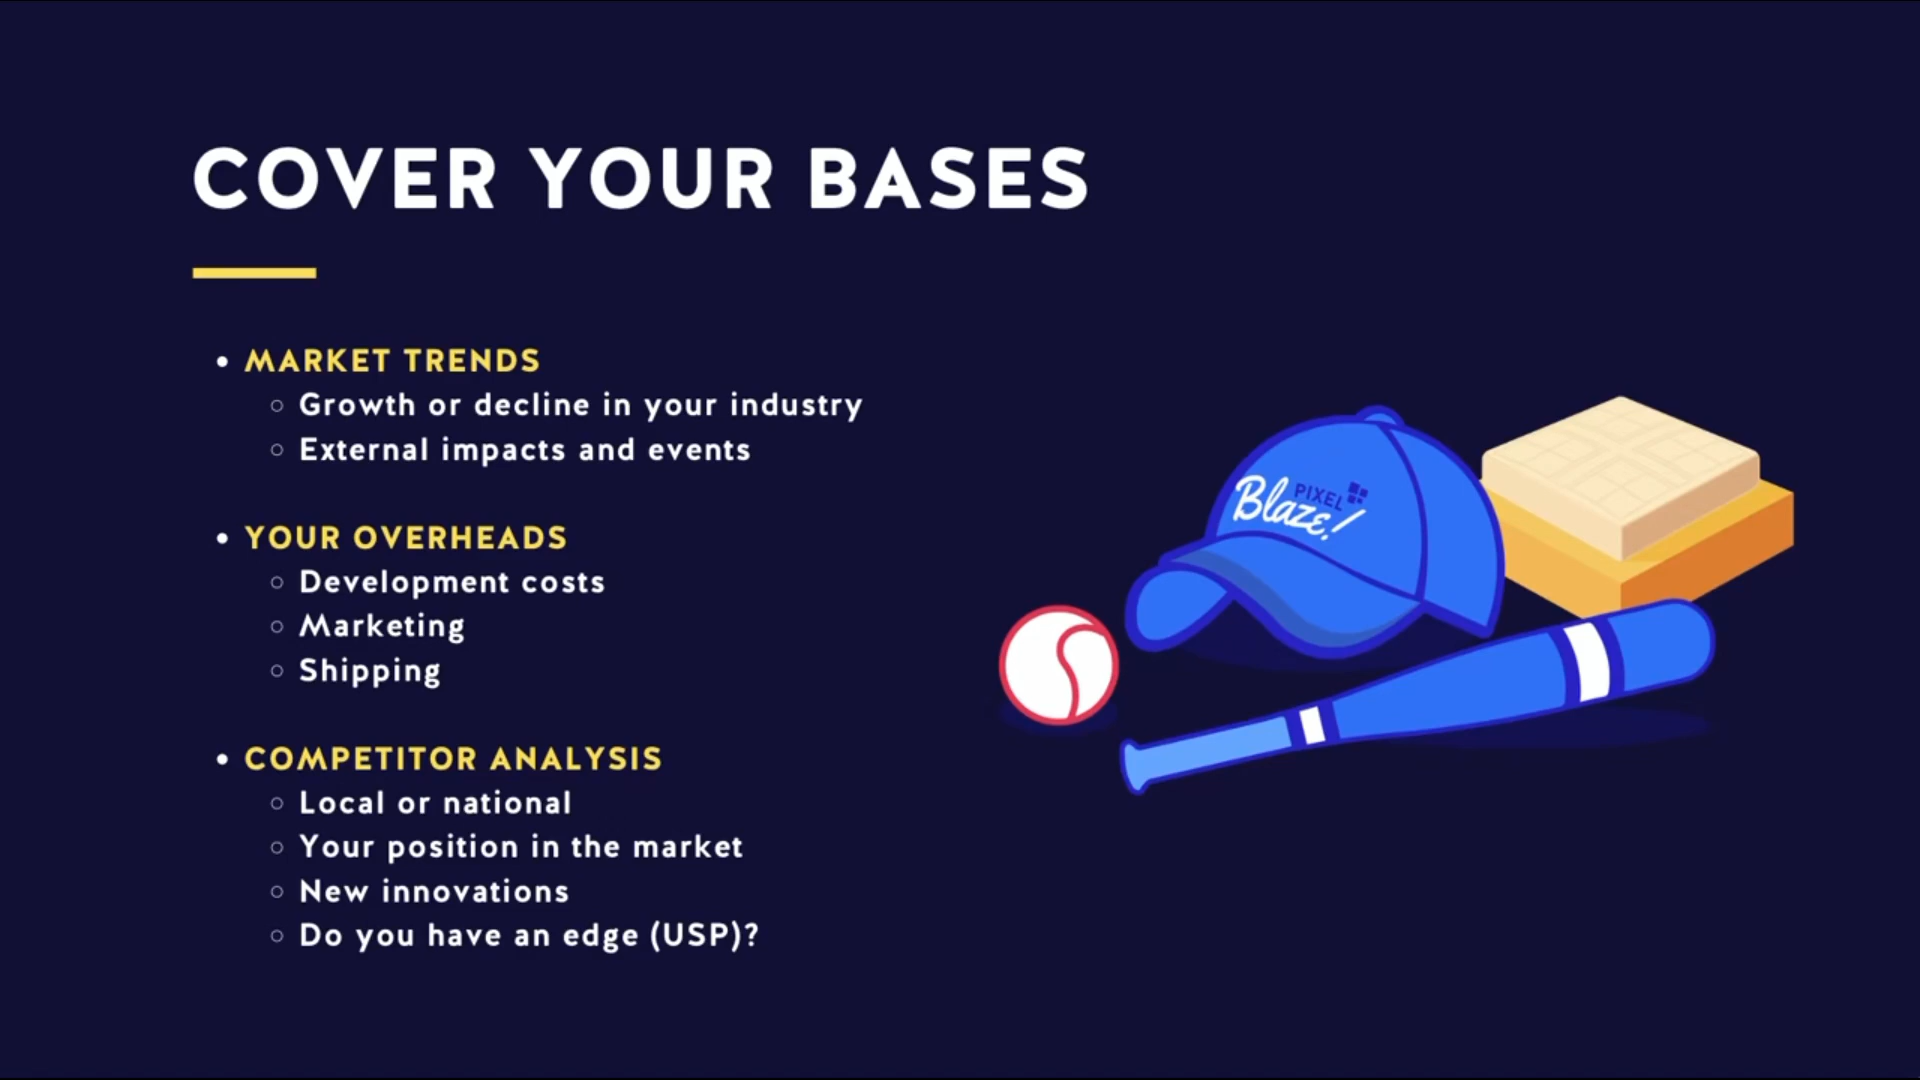 COVER YOUR BASES
• MARKET TRENDS
○ Growth or decline in your industry
○ External impacts and events
• YOUR OVERHEADS
○ Development costs
○ Marketing
○ Shipping
• COMPETITOR ANALYSIS
○ Local or national
○ Your position in the market
○ New innovations
○ Do you have an edge (USP)?
PIXEL
Blaze!